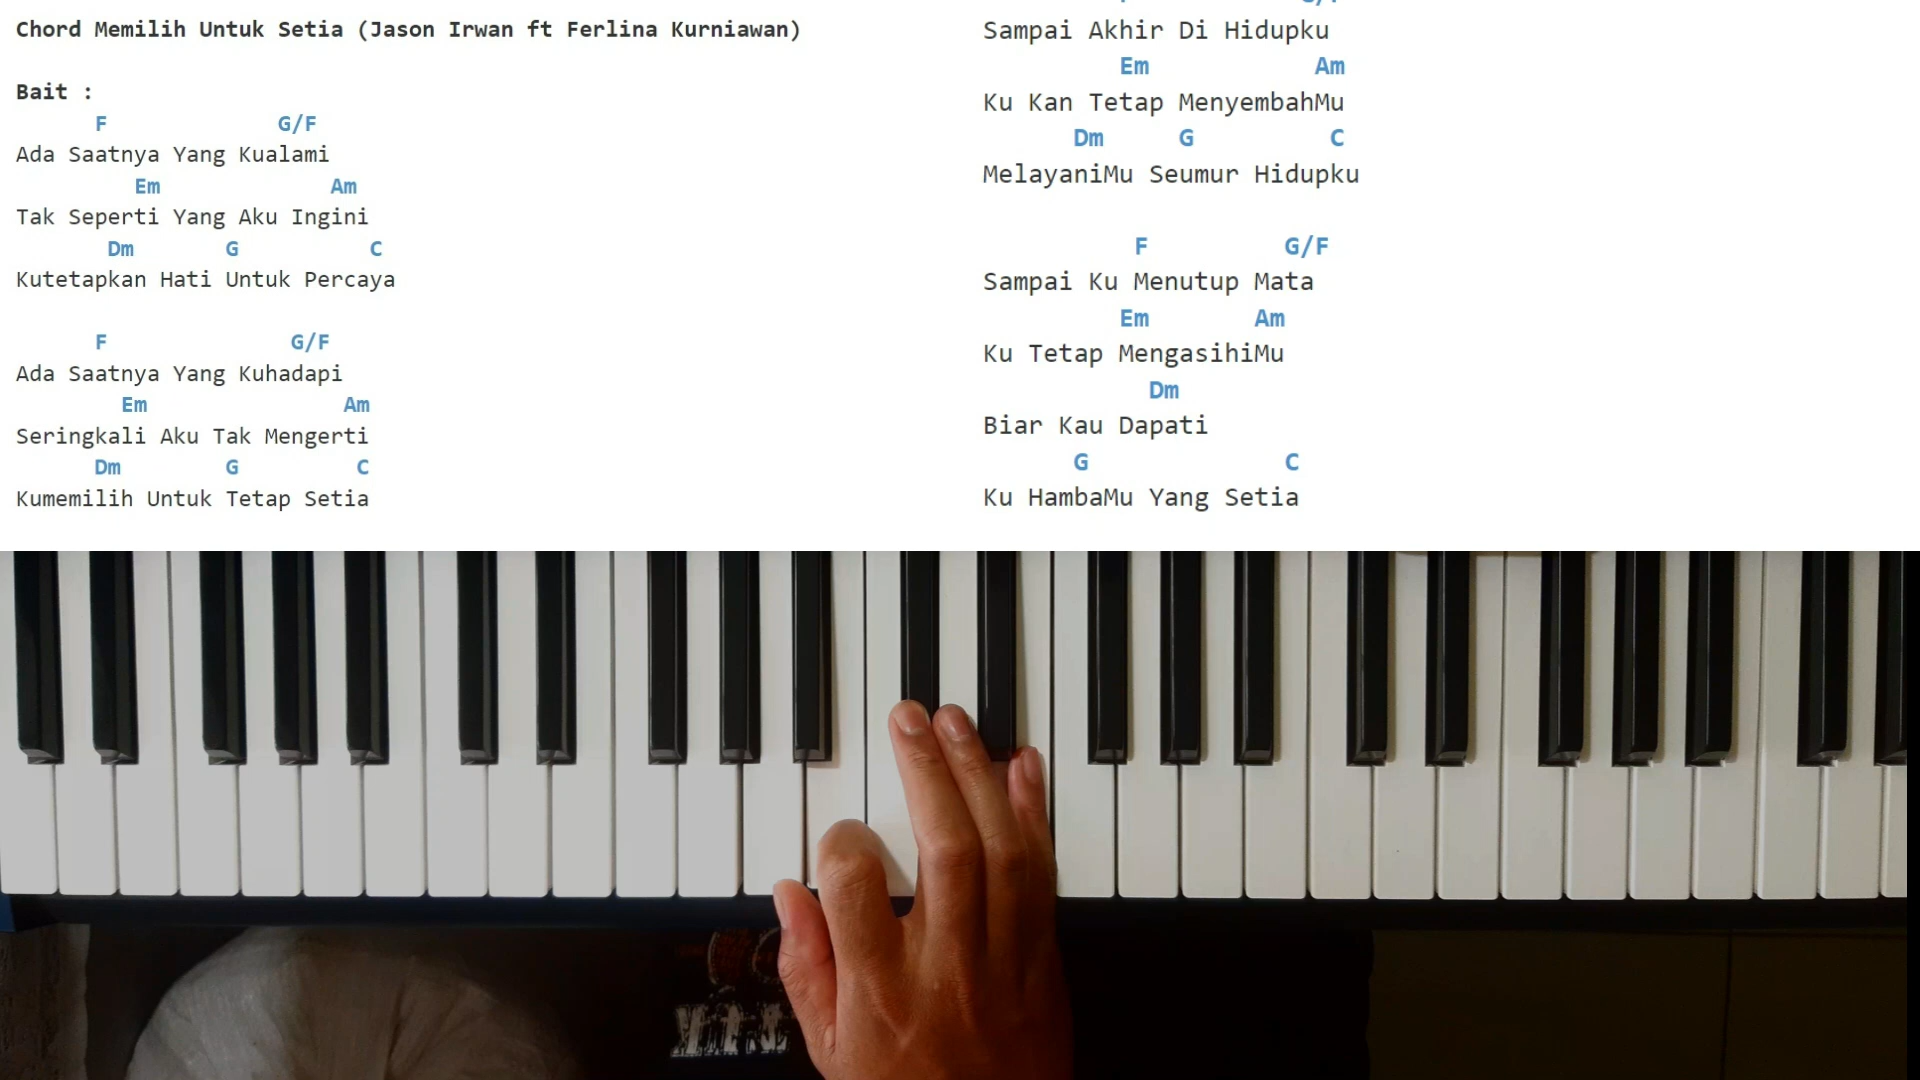 Chord Memilih Untuk Setia (Jason Irwan ft Ferlina Kurniawan)
Bait :
F G/F
Ada Saatnya Yang Kualami
Em Am
Tak Seperti Yang Aku Ingini
Dm G C
Kutetapkan Hati Untuk Percaya
F G/F
Ada Saatnya Yang Kuhadapi
Em Am
Seringkali Aku Tak Mengerti
Dm G C
Kumemilih Untuk Tetap Setia
Sampai Akhir Di Hidupku
Em Am
Ku Kan Tetap MenyembahMu
Dm G C
MelayaniMu Seumur Hidupku
F G/F
Sampai Ku Menutup Mata
Em Am
Ku Tetap MengasihiMu
Dm
Biar Kau Dapati
G C
Ku HambaMu Yang Setia